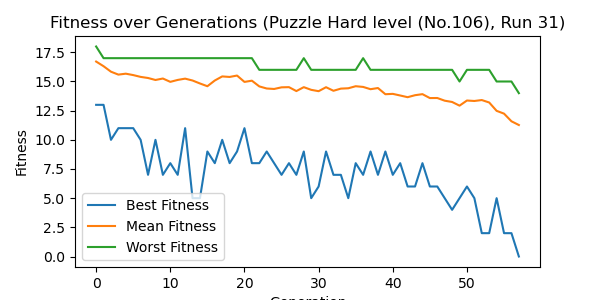 Fitness over Generations (Puzzle Hard level (No.106), Run 31)
17.5
15.0
12.5
10.0
7.5
5.0
2.5
0.0
Fitness
Best Fitness
Mean Fitness
Worst Fitness
0
10
20
30
40
50
Generation